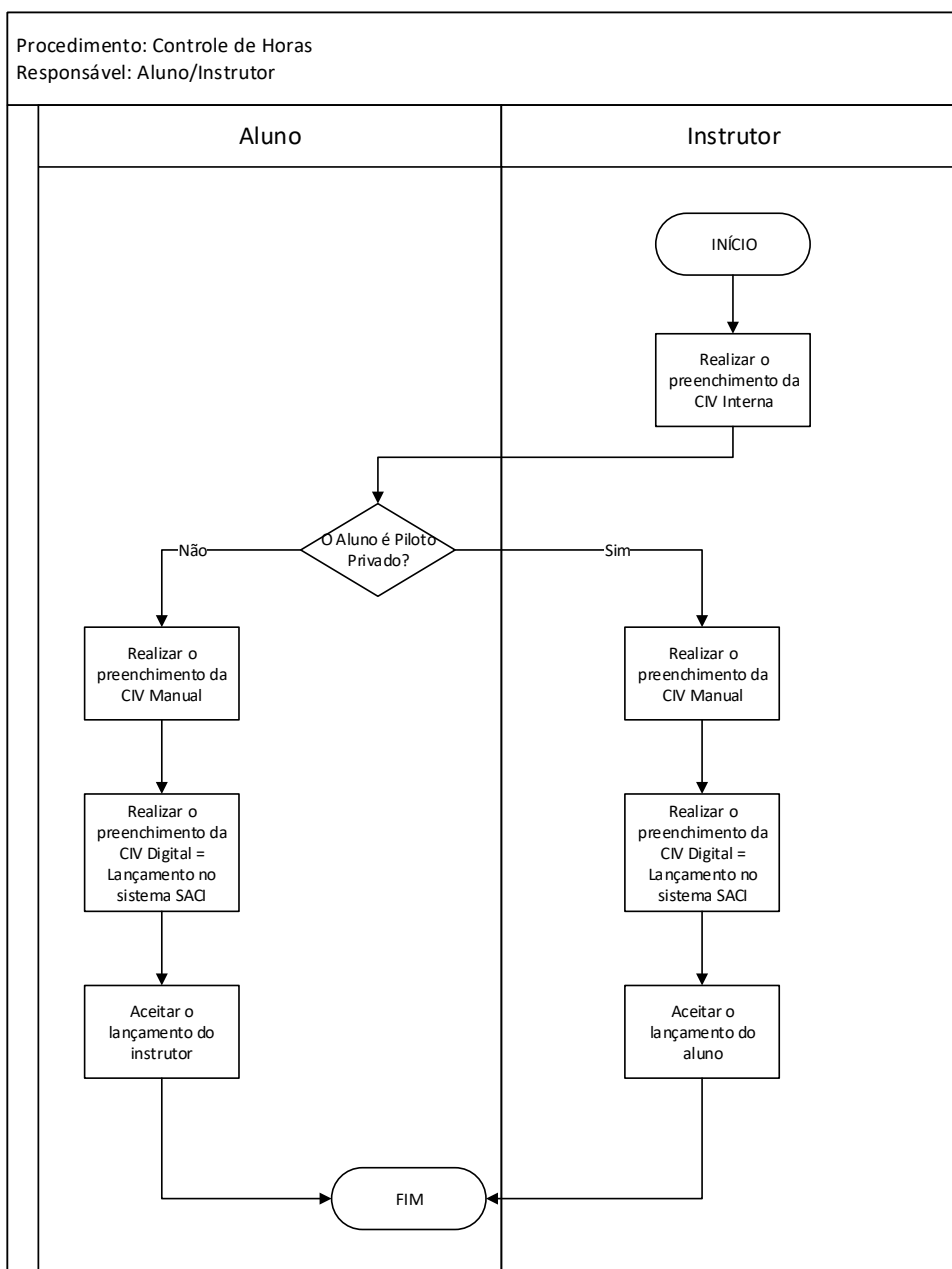 Procedimento: Controle de Horas
Responsável: Aluno/Instrutor
Aluno
Instrutor
INÍCIO
Realizar o
preenchimento da
CIV Interna
O Aluno é Piloto
Privado?
Não
Sim
Realizar o
preenchimento da
CIV Manual
Realizar o
preenchimento da
CIV Manual
Realizar o
preenchimento da
CIV Digital =
Lançamento no
sistema SACI
Realizar o
preenchimento da
CIV Digital =
Lançamento no
sistema SACI
Aceitar o
lançamento do
instrutor
Aceitar o
lançamento do
aluno
FIM